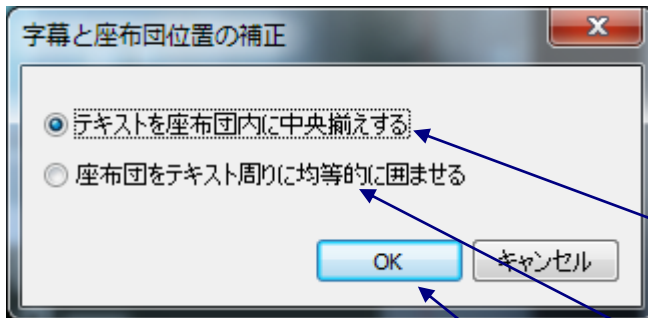 字幕と座布団位置の補正
テキストを座布団内に中央揃えする
座布団をテキスト周りに均等的に囲ませる
OK
キャンセル